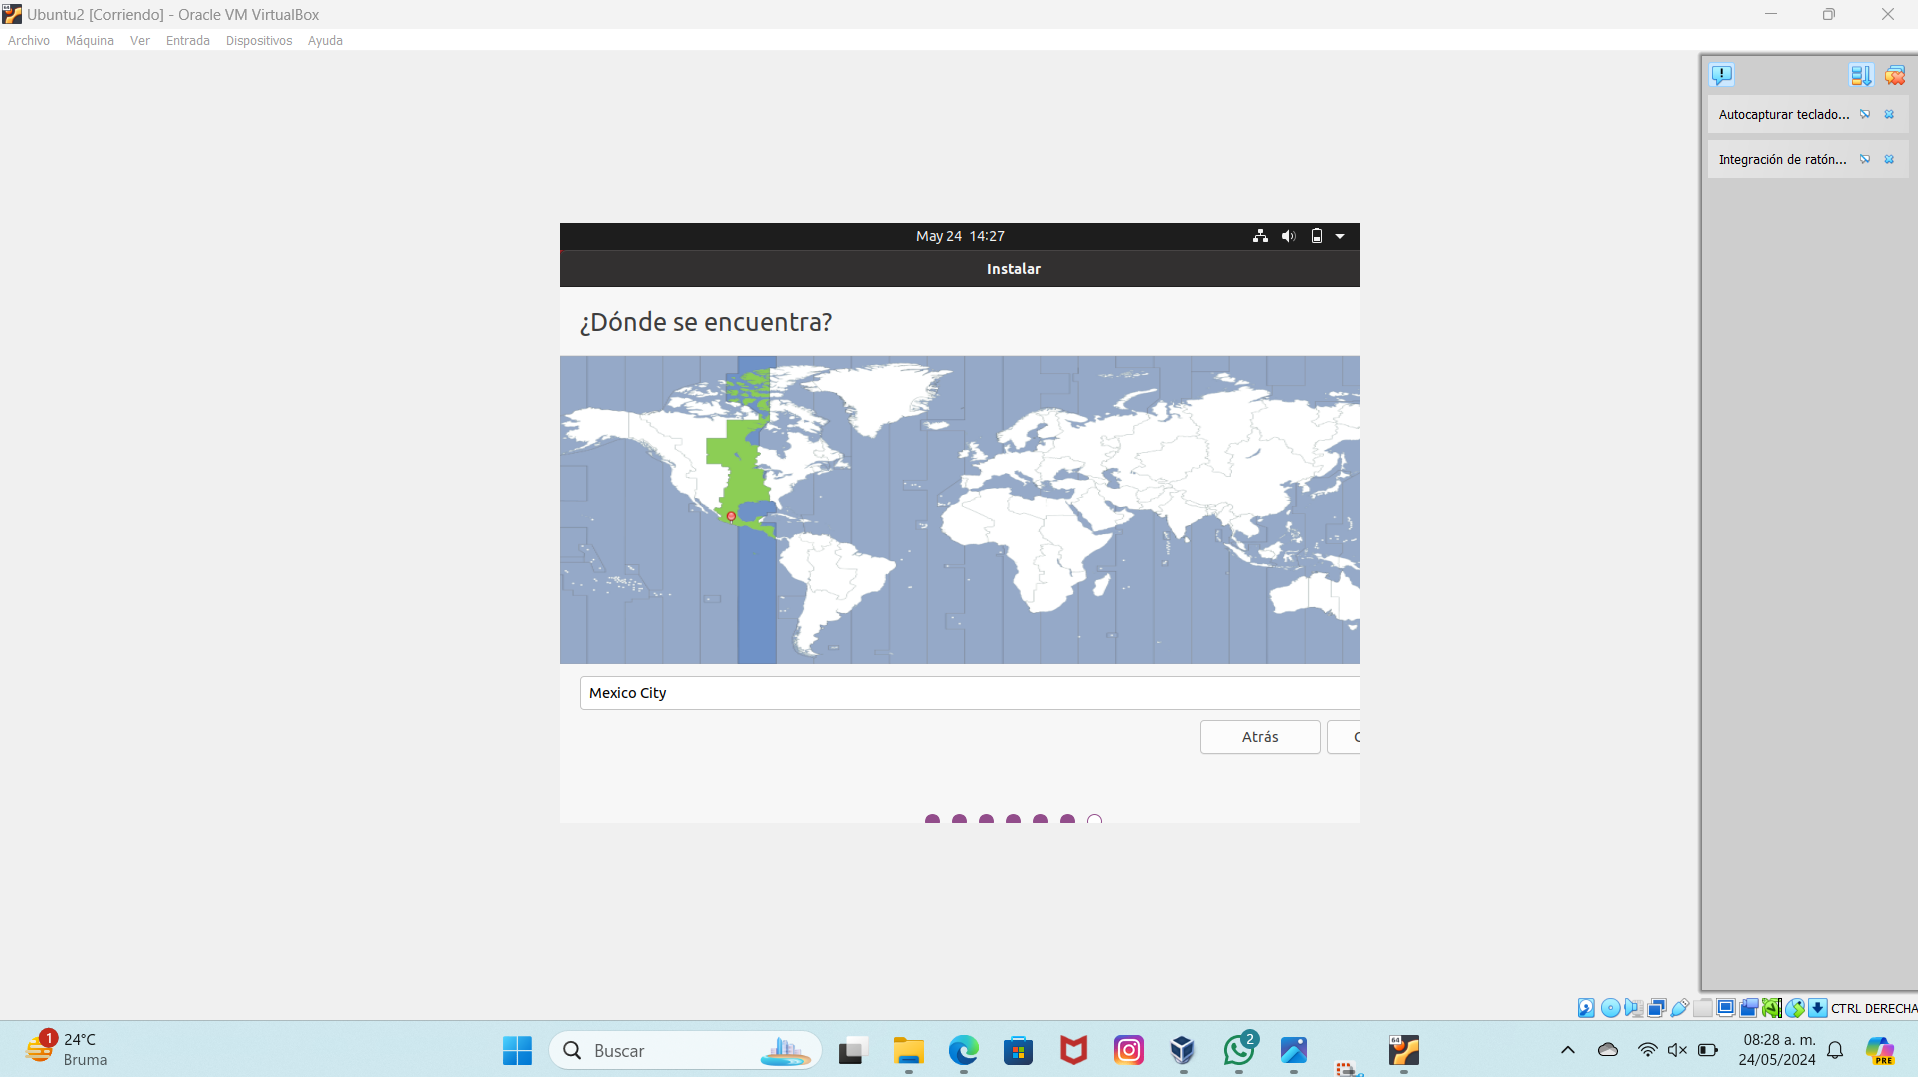 Ubuntu2 [Corriendo] - Oracle VM VirtualBox
Archivo Máquina Ver Entrada Dispositivos Ayuda
Autocapturar teclado...
Integración de ratón...
May 24 14:27
Instalar
¿Dónde se encuentra?
Mexico City
Atrás
CTRL DERECHA
1
24°C
Bruma
Buscar
2
64
08:28 a. m.
24/05/2024
PRE